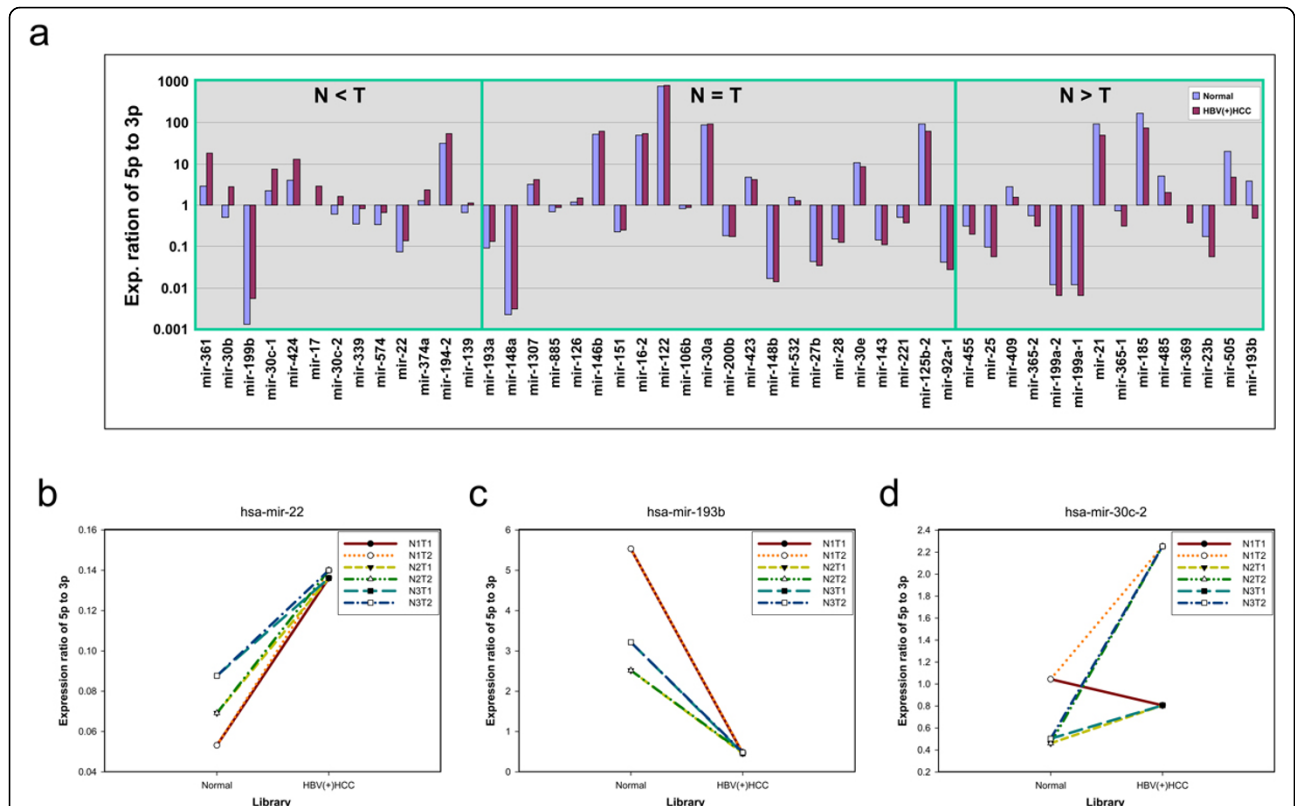 a
N < T
N = T
N > T
Normal
HBV(+)HCC
Exp. ration of 5p to 3p
1000
100
10
1
0.1
0.01
0.001
mir-361
mir-30b
mir-199b
mir-30c-1
mir-424
mir-17
mir-30c-2
mir-339
mir-574
mir-22
mir-374a
mir-194-2
mir-139
mir-193a
mir-148a
mir-1307
mir-885
mir-126
mir-146b
mir-151
mir-16-2
mir-122
mir-106b
mir-30a
mir-200b
mir-423
mir-148b
mir-532
mir-27b
mir-28
mir-30e
mir-143
mir-221
mir-125b-2
mir-92a-1
mir-455
mir-25
mir-409
mir-365-2
mir-199a-2
mir-199a-1
mir-21
mir-365-1
mir-185
mir-485
mir-369
mir-23b
mir-505
mir-193b
b
hsa-mir-22
Expression ratio of 5p to 3p
0.16
0.14
0.12
0.10
0.08
0.06
0.04
N1T1
N1T2
N2T1
N2T2
N3T1
N3T2
Normal
HBV(+)HCC
Library
c
hsa-mir-193b
Expression ratio of 5p to 3p
6
5
4
3
2
1
0
N1T1
N1T2
N2T1
N2T2
N3T1
N3T2
Normal
HBV(+)HCC
Library
d
hsa-mir-30c-2
Expression ratio of 5p to 3p
2.4
2.2
2.0
1.8
1.6
1.4
1.2
1.0
0.8
0.6
0.4
0.2
N1T1
N1T2
N2T1
N2T2
N3T1
N3T2
Normal
HBV(+)HCC
Library